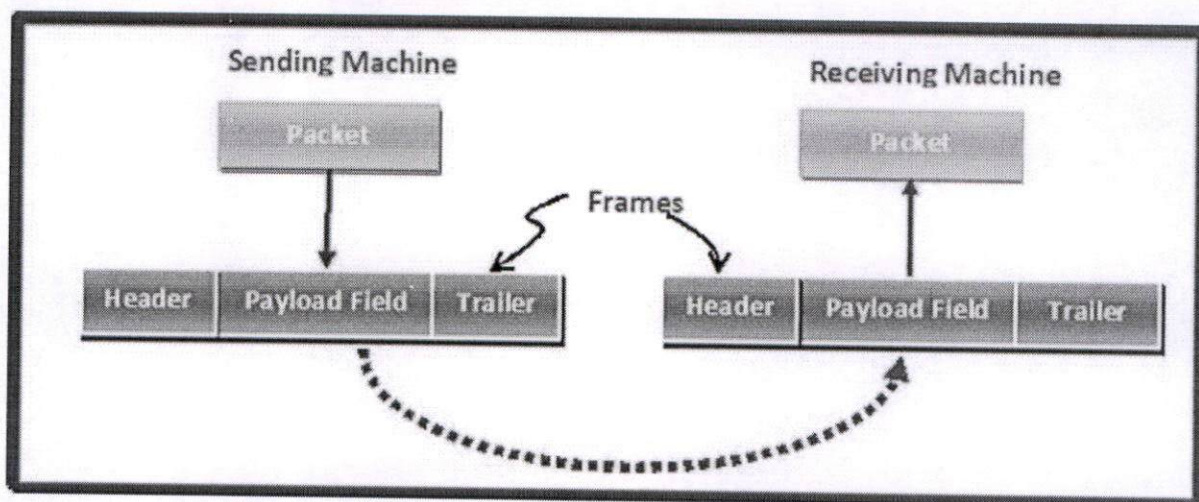 Sending Machine
Receiving Machine
Packet
Packet
Frames
Header Payload Field Trailer
Header Payload Field Trailer